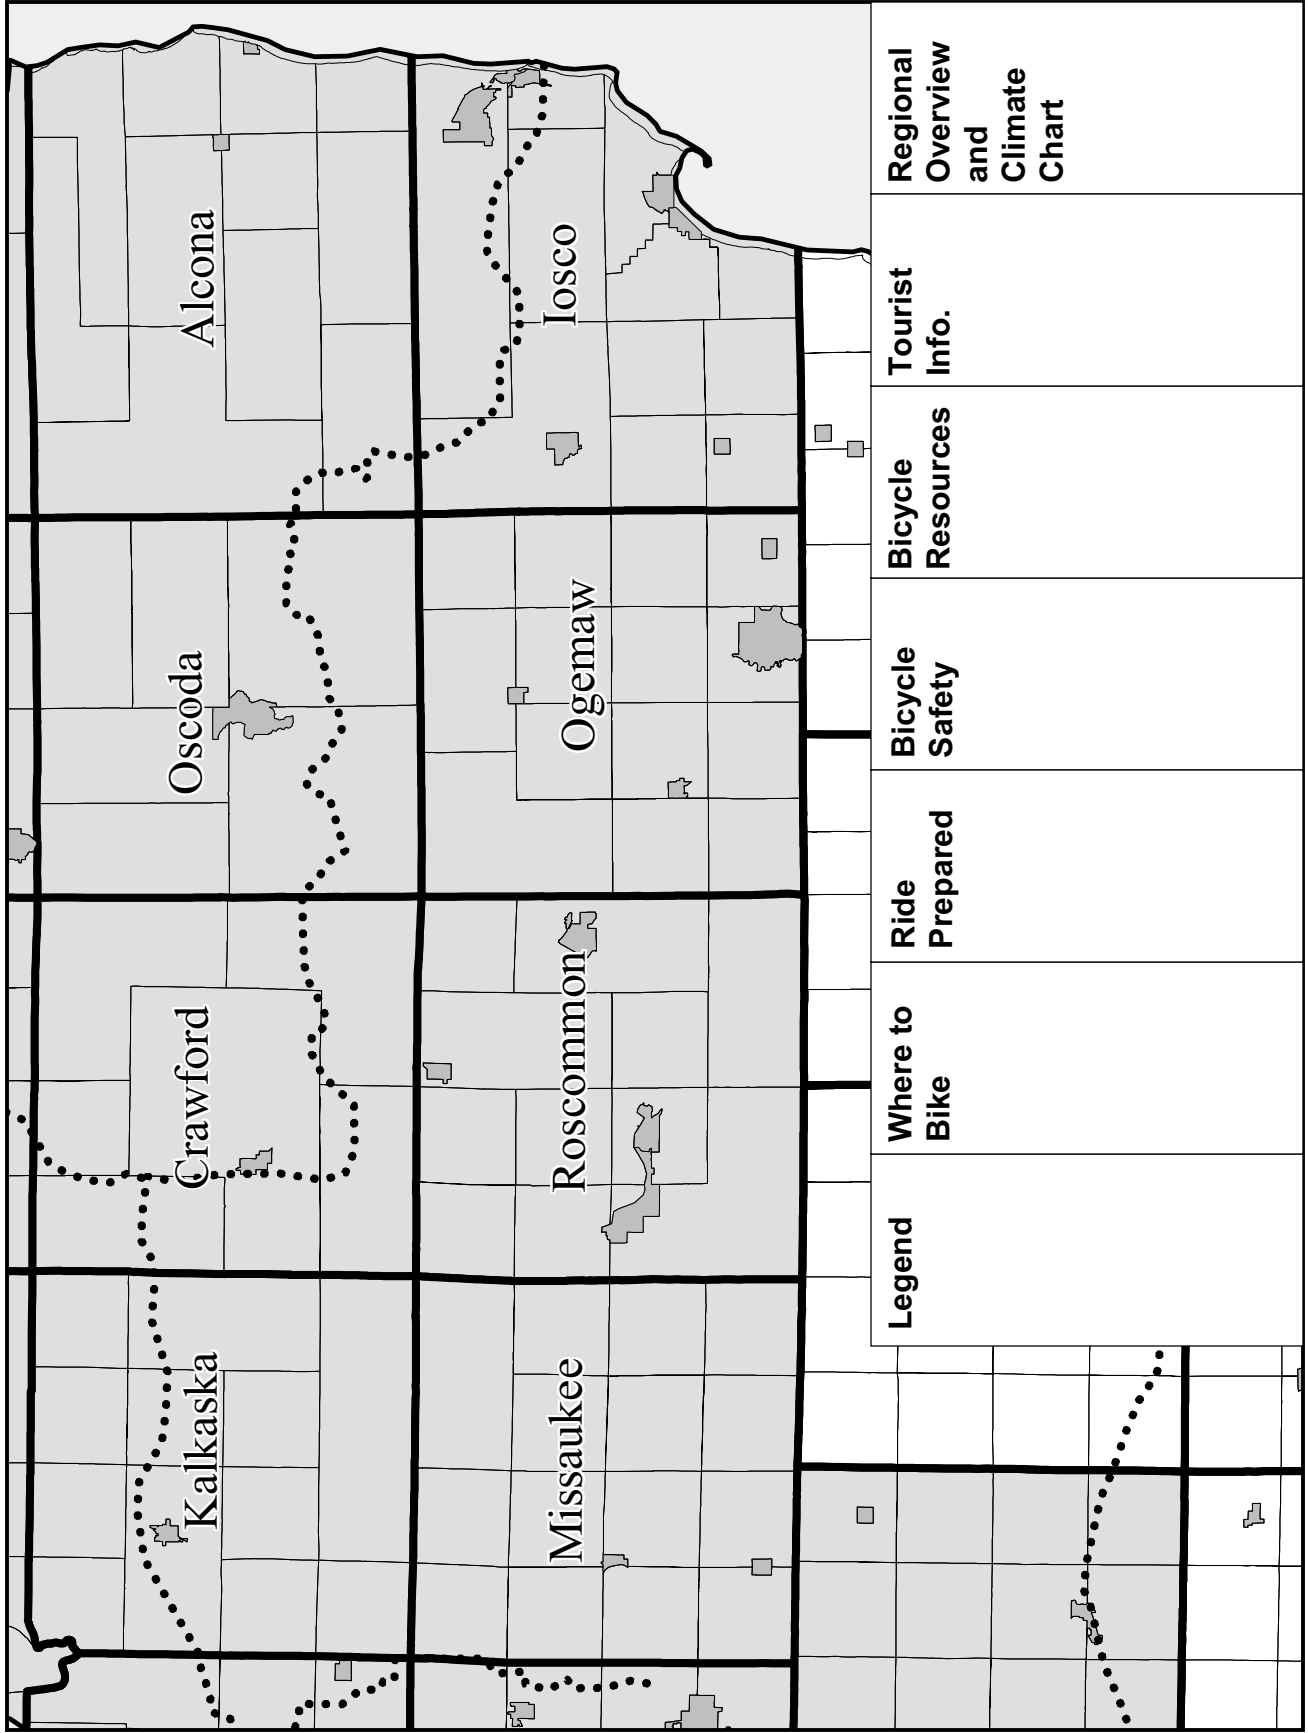 Alcona
Iosco
Oscoda
Ogemaw
Crawford
Roscommon
Kalkaska
Missaukee
Legend
Where to
Bike
Ride
Prepared
Bicycle
Safety
Bicycle
Resources
Tourist
Info.
Regional
Overview
and
Climate
Chart